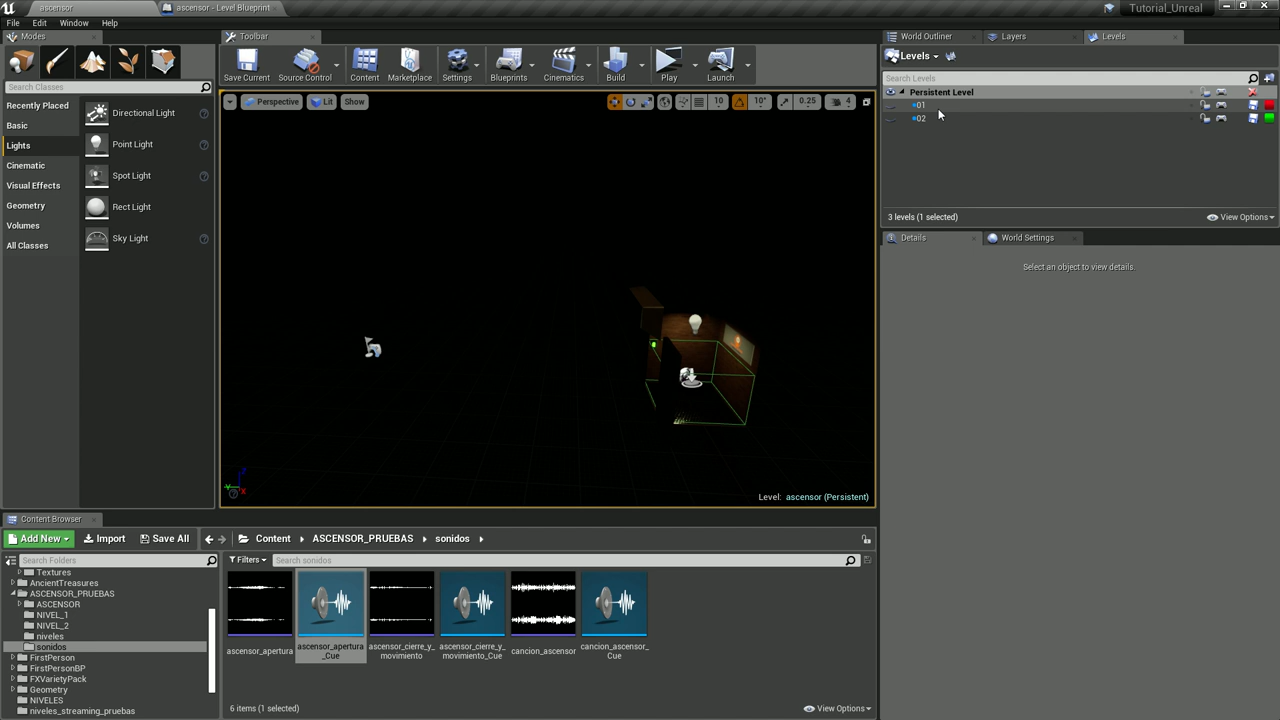 ascensor
ascensor - Level Blueprint
Tutorial_Unreal
File Edit Window Help
Modes
Search Classes
Recently Placed
Basic
Lights
Cinematic
Visual Effects
Geometry
Volumes
All Classes
Directional Light
Point Light
Spot Light
Rect Light
Sky Light
Toolbar
Save Current
Source Control
Content
Marketplace
Settings
Blueprints
Cinematics
Build
Play
Launch
Perspective
Lit
Show
10
10°
0.25
4
Level: ascensor (Persistent)
World Outliner
Layers
Levels
Levels
Search Levels
Persistent Level
01
02
3 levels (1 selected)
View Options
Details
World Settings
Select an object to view details.
Content Browser
Add New
Import
Save All
Content
ASCENSOR_PRUEBAS
sonidos
Search Folders
Textures
AncientTreasures
ASCENSOR_PRUEBAS
ASCENSOR
NIVEL_1
NIVEL_2
niveles
sonidos
FirstPerson
FirstPersonBP
FXVarietyPack
Geometry
NIVELES
niveles_streaming_pruebas
Filters
Search sonidos
ascensor_apertura
ascensor_apertura
_Cue
ascensor_cierre_y_
movimiento
ascensor_cierre_y_
movimiento_Cue
cancion_ascensor
cancion_ascensor_
Cue
6 items (1 selected)
View Options